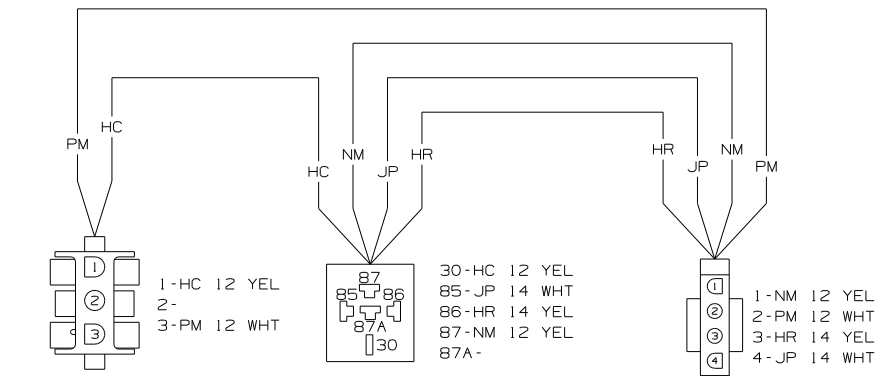 HC
PM
NM
HR
HC
JP
HR
NM
JP
PM
1
2
3
1-HC 12 YEL
2-
3-PM 12 WHT
87
85 86
87A
30
30-HC 12 YEL
85-JP 14 WHT
86-HR 14 YEL
87-NM 12 YEL
87A-
1
2
3
4
1-NM 12 YEL
2-PM 12 WHT
3-HR 14 YEL
4-JP 14 WHT